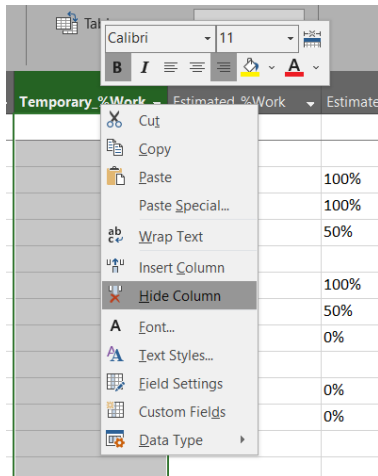 Tab
Calibri 11
B I A
Temporary_%Work Estimated_%Work Estimate
Cut
Copy
Paste
Paste Special...
Wrap Text
Insert Column
Hide Column
A Font...
Text Styles...
Field Settings
Custom Fields
Data Type
100%
100%
50%
100%
50%
0%
0%
0%